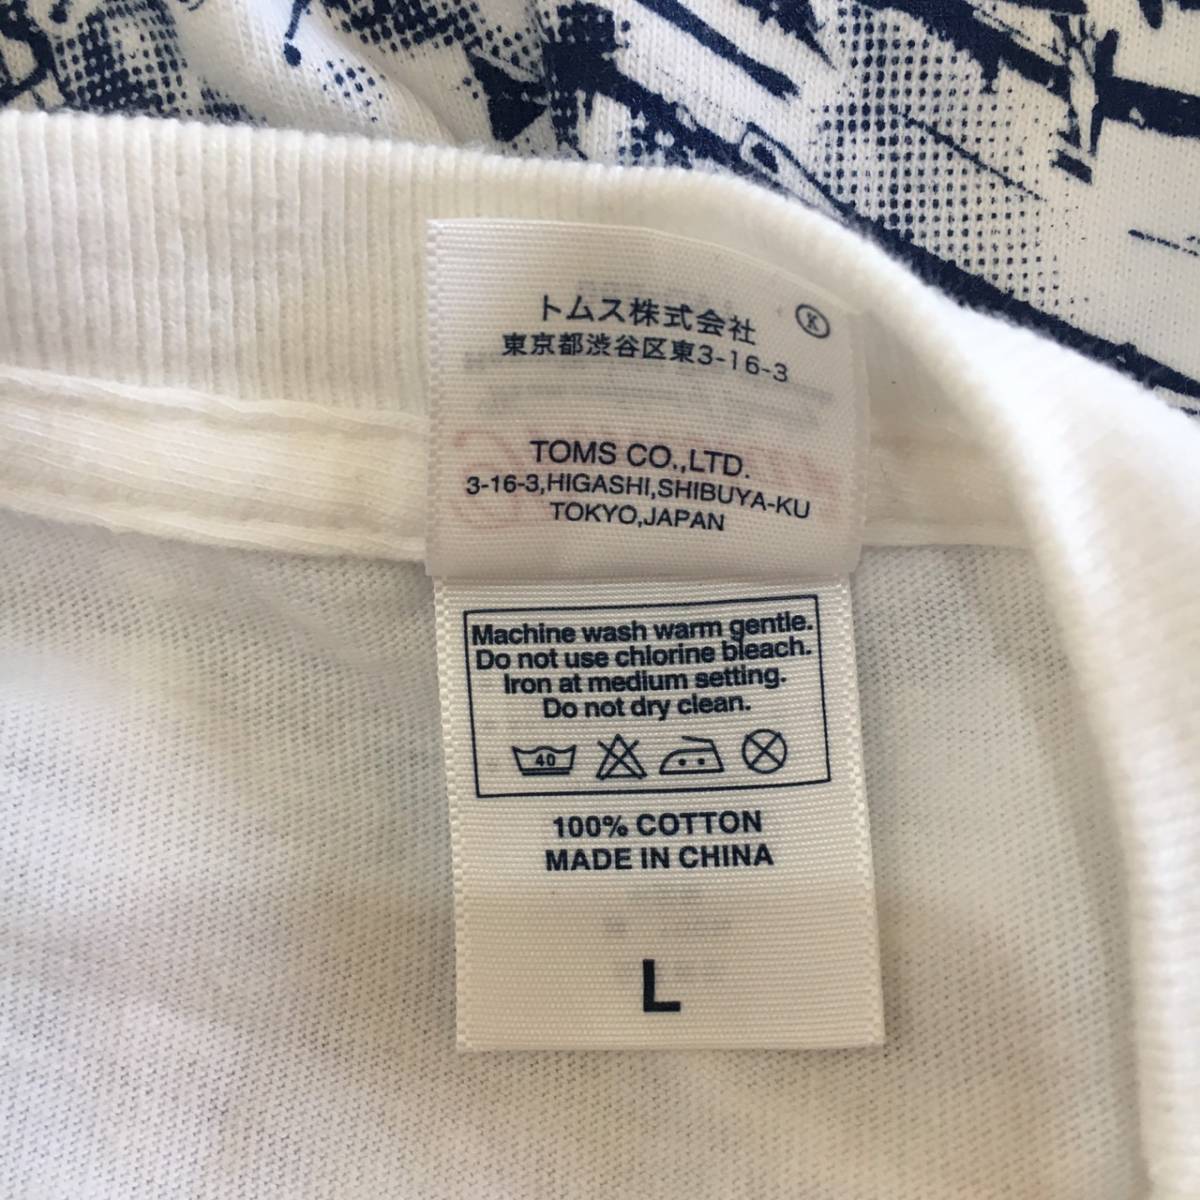 トムス株式会社 Ⓚ
東京都渋谷区東3-16-3
TOMS CO.,LTD.
3-16-3,HIGASHI,SHIBUYA-KU
TOKYO,JAPAN
Machine wash warm gentle.
Do not use chlorine bleach.
Iron at medium setting.
Do not dry clean.
40
100% COTTON
MADE IN CHINA
L